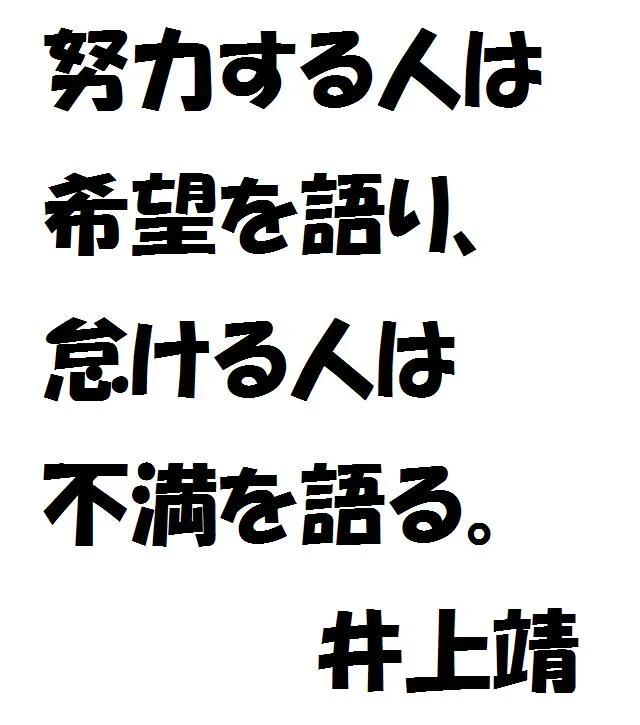 努力する人は
希望を語り、
怠ける人は
不満を語る。
井上靖